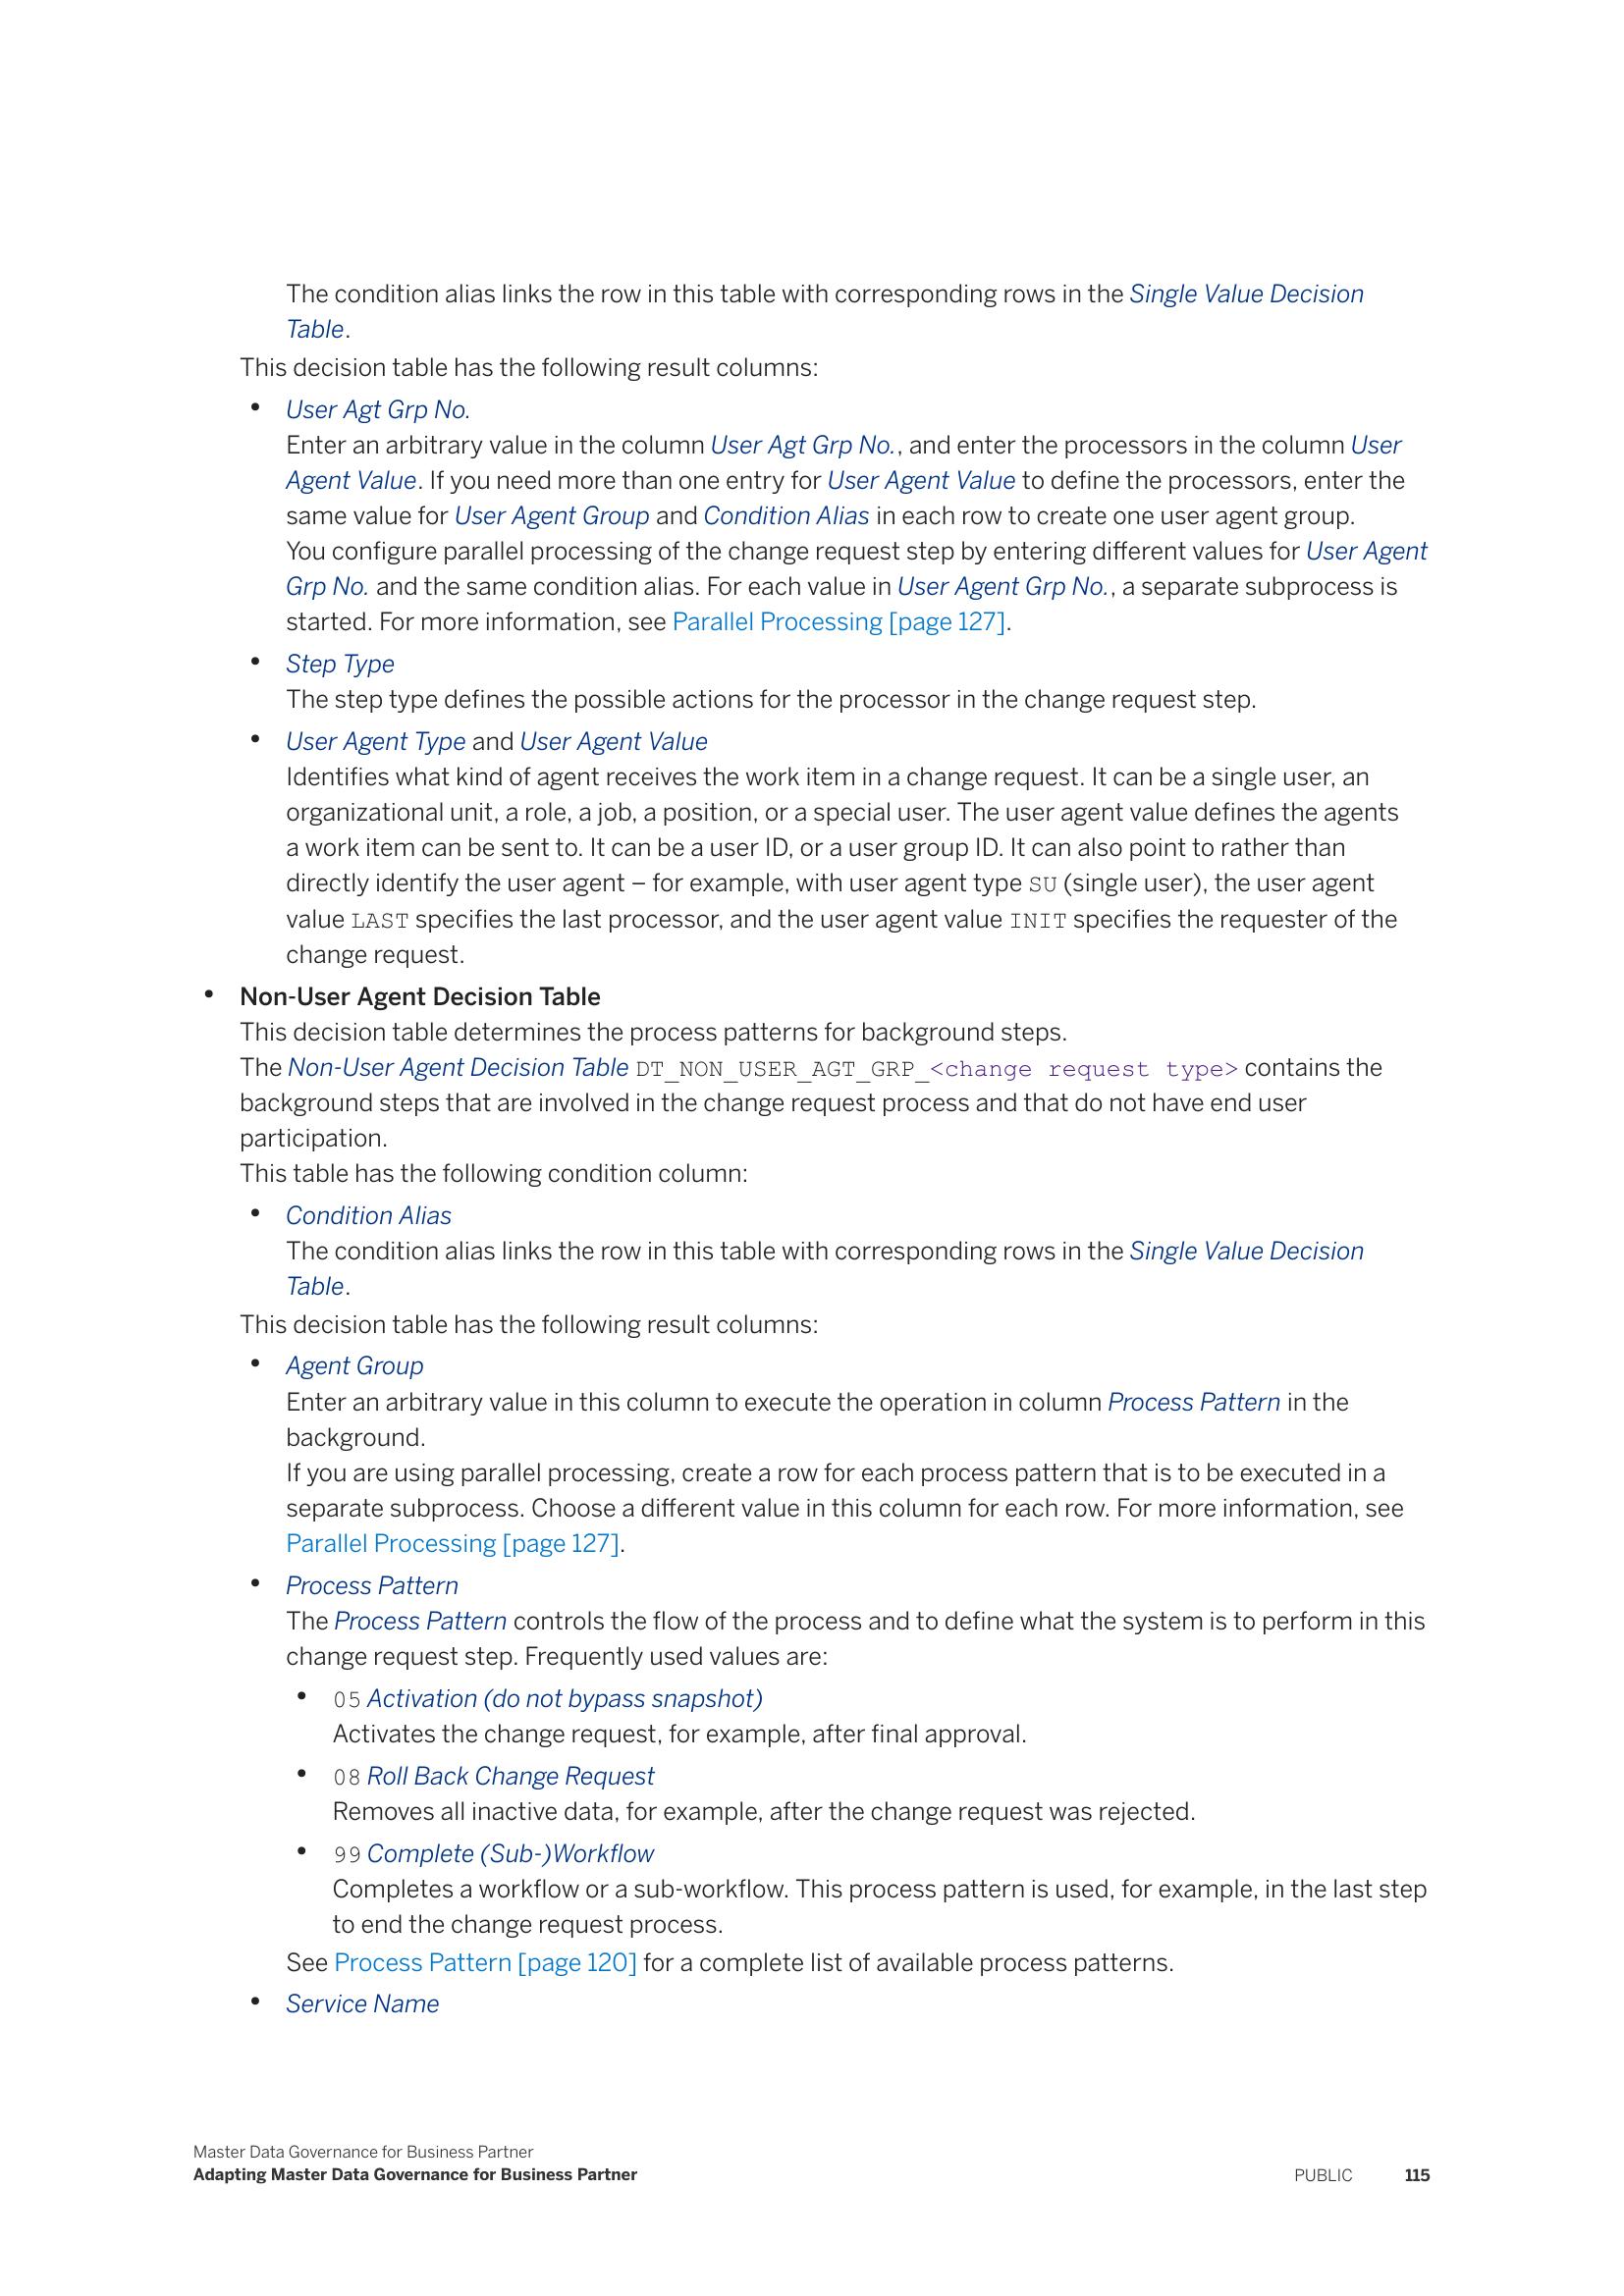 The condition alias links the row in this table with corresponding rows in the Single Value Decision
Table.
This decision table has the following result columns:
• User Agt Grp No.
Enter an arbitrary value in the column User Agt Grp No., and enter the processors in the column User
Agent Value. If you need more than one entry for User Agent Value to define the processors, enter the
same value for User Agent Group and Condition Alias in each row to create one user agent group.
You configure parallel processing of the change request step by entering different values for User Agent
Grp No. and the same condition alias. For each value in User Agent Grp No., a separate subprocess is
started. For more information, see Parallel Processing [page 127].
• Step Type
The step type defines the possible actions for the processor in the change request step.
• User Agent Type and User Agent Value
Identifies what kind of agent receives the work item in a change request. It can be a single user, an
organizational unit, a role, a job, a position, or a special user. The user agent value defines the agents
a work item can be sent to. It can be a user ID, or a user group ID. It can also point to rather than
directly identify the user agent – for example, with user agent type SU (single user), the user agent
value LAST specifies the last processor, and the user agent value INIT specifies the requester of the
change request.
• Non-User Agent Decision Table
This decision table determines the process patterns for background steps.
The Non-User Agent Decision Table DT_NON_USER_AGT_GRP_<change request type> contains the
background steps that are involved in the change request process and that do not have end user
participation.
This table has the following condition column:
• Condition Alias
The condition alias links the row in this table with corresponding rows in the Single Value Decision
Table.
This decision table has the following result columns:
• Agent Group
Enter an arbitrary value in this column to execute the operation in column Process Pattern in the
background.
If you are using parallel processing, create a row for each process pattern that is to be executed in a
separate subprocess. Choose a different value in this column for each row. For more information, see
Parallel Processing [page 127].
• Process Pattern
The Process Pattern controls the flow of the process and to define what the system is to perform in this
change request step. Frequently used values are:
• 05 Activation (do not bypass snapshot)
Activates the change request, for example, after final approval.
• 08 Roll Back Change Request
Removes all inactive data, for example, after the change request was rejected.
• 99 Complete (Sub-)Workflow
Completes a workflow or a sub-workflow. This process pattern is used, for example, in the last step
to end the change request process.
See Process Pattern [page 120] for a complete list of available process patterns.
• Service Name
Master Data Governance for Business Partner
Adapting Master Data Governance for Business Partner
PUBLIC 115